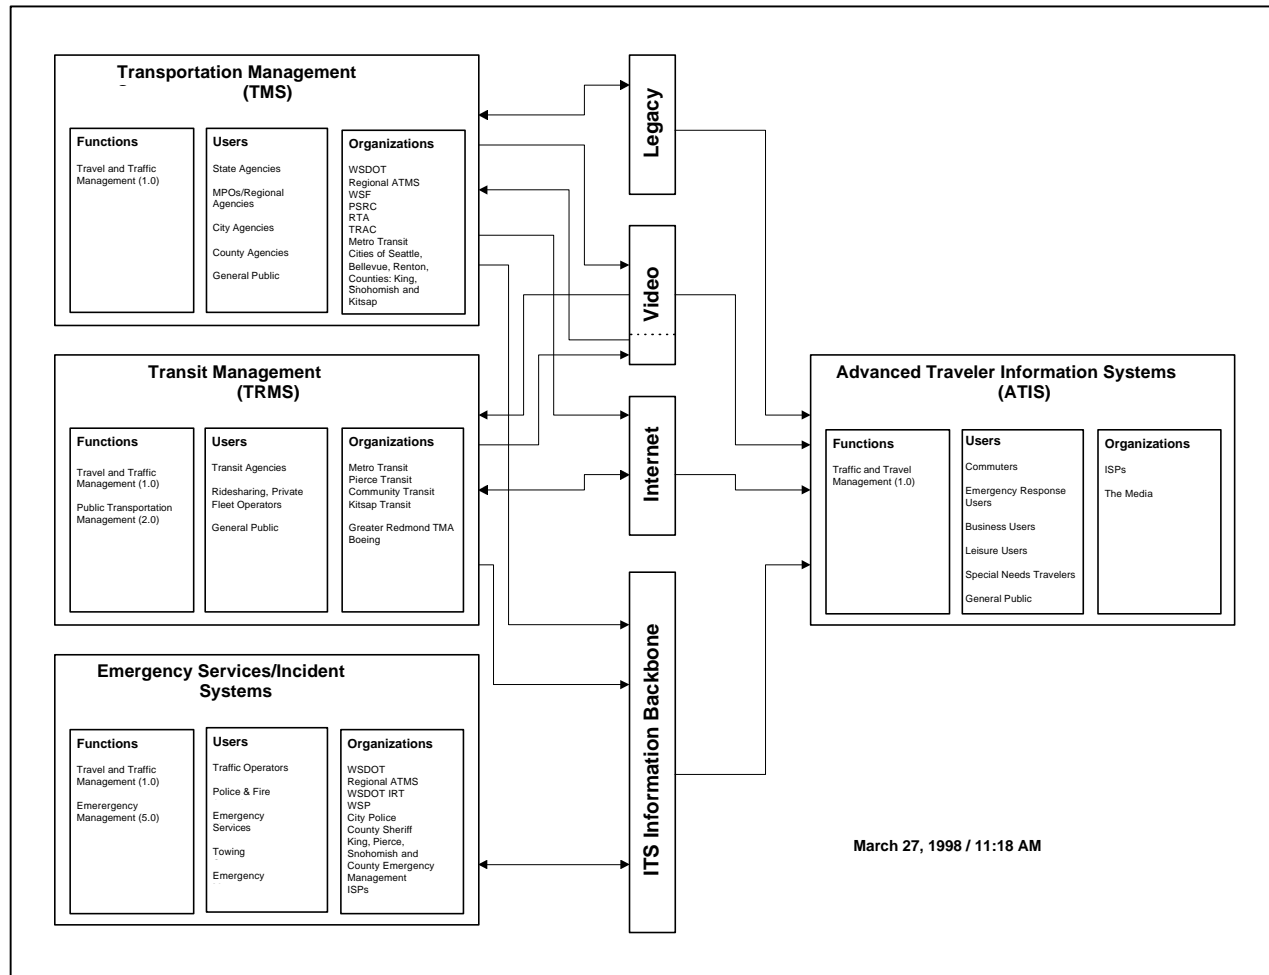 Transportation Management
(TMS)
Functions
Travel and Traffic
Management (1.0)
Users
State Agencies
MPOs/Regional
Agencies
City Agencies
County Agencies
General Public
Organizations
WSDOT
Regional ATMS
WSF
PSRC
RTA
TRAC
Metro Transit
Cities of Seattle,
Bellevue, Renton,
Counties: King,
Snohomish and
Kitsap
Transit Management
(TRMS)
Functions
Travel and Traffic
Management (1.0)
Public Transportation
Management (2.0)
Users
Transit Agencies
Ridesharing, Private
Fleet Operators
General Public
Organizations
Metro Transit
Pierce Transit
Community Transit
Kitsap Transit
Greater Redmond TMA
Boeing
Emergency Services/Incident
Systems
Functions
Travel and Traffic
Management (1.0)
Emerergency
Management (5.0)
Users
Traffic Operators
Police & Fire
Emergency
Services
Towing
Emergency
Organizations
WSDOT
Regional ATMS
WSDOT IRT
WSP
City Police
County Sheriff
King, Pierce,
Snohomish and
County Emergency
Management
ISPs
Legacy
Video
Internet
ITS Information Backbone
Advanced Traveler Information Systems
(ATIS)
Functions
Traffic and Travel
Management (1.0)
Users
Commuters
Emergency Response
Users
Business Users
Leisure Users
Special Needs Travelers
General Public
Organizations
ISPs
The Media
March 27, 1998 / 11:18 AM